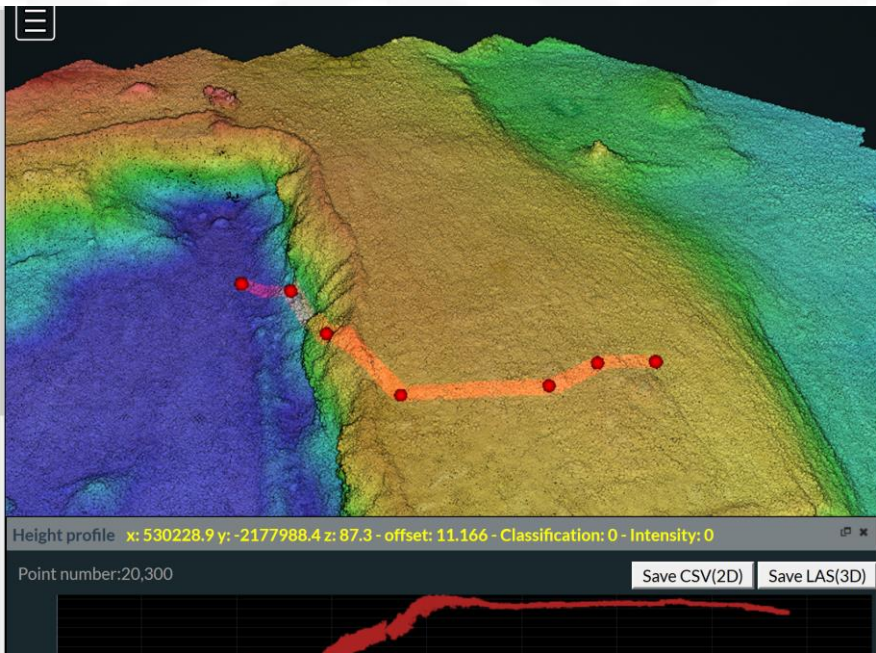 Height profile x: 530228.9 y: -2177988.4 z: 87.3 - offset: 11.166 - Classification: 0 - Intensity: 0
Point number:20,300
Save CSV(2D) Save LAS(3D)